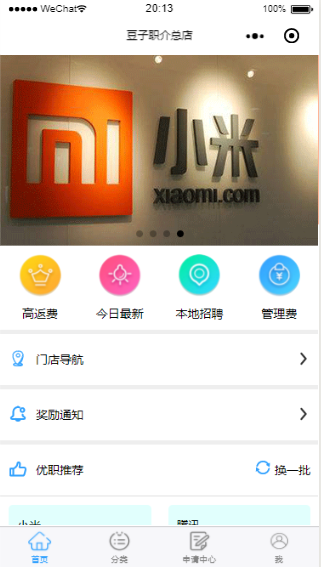 WeChat 20:13 100%
豆子职介总店
小米
xiaomi.com
高返费 今日最新 本地招聘 管理费
门店导航
奖励通知
优职推荐 换一批
小米 腾讯
首页 分类 申请中心 我